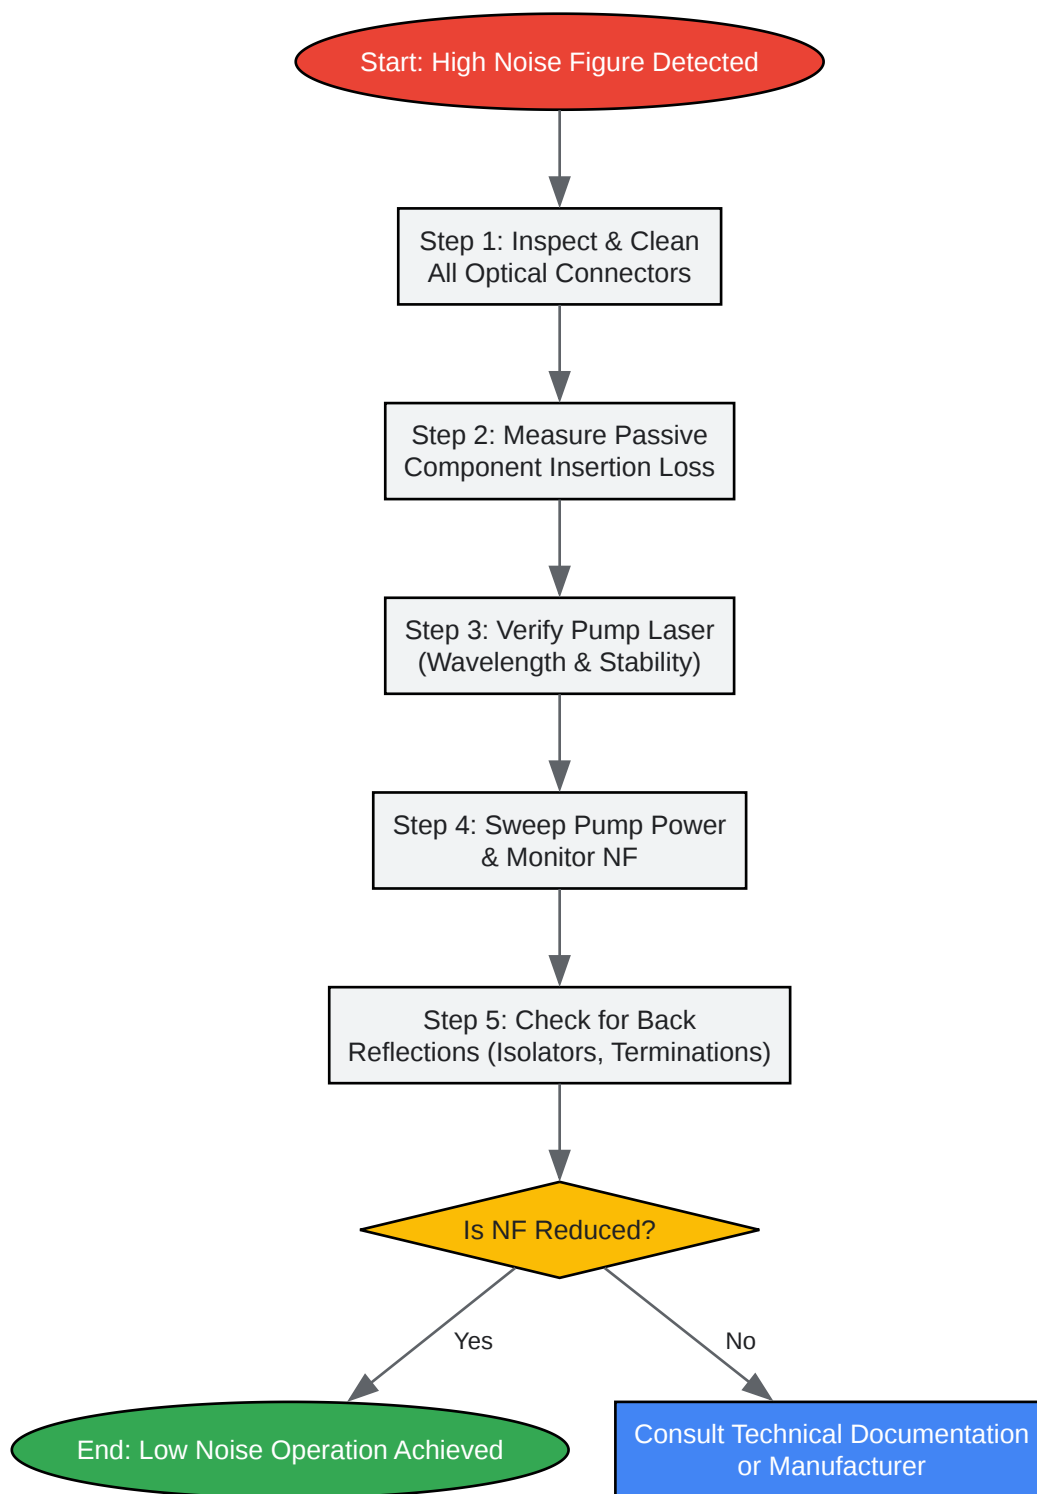 Start: High Noise Figure Detected
Step 1: Inspect & Clean
All Optical Connectors
Step 2: Measure Passive
Component Insertion Loss
Step 3: Verify Pump Laser
(Wavelength & Stability)
Step 4: Sweep Pump Power
& Monitor NF
Step 5: Check for Back
Reflections (Isolators, Terminations)
Is NF Reduced?
Yes
No
End: Low Noise Operation Achieved
Consult Technical Documentation
or Manufacturer